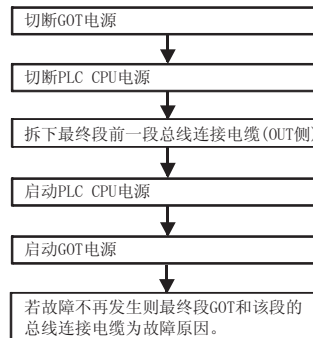 切断GOT电源
切断PLC CPU电源
拆下最终段前一段总线连接电缆(OUT侧)
启动PLC CPU电源
启动GOT电源
若故障不再发生则最终段GOT和该段的
总线连接电缆为故障原因。